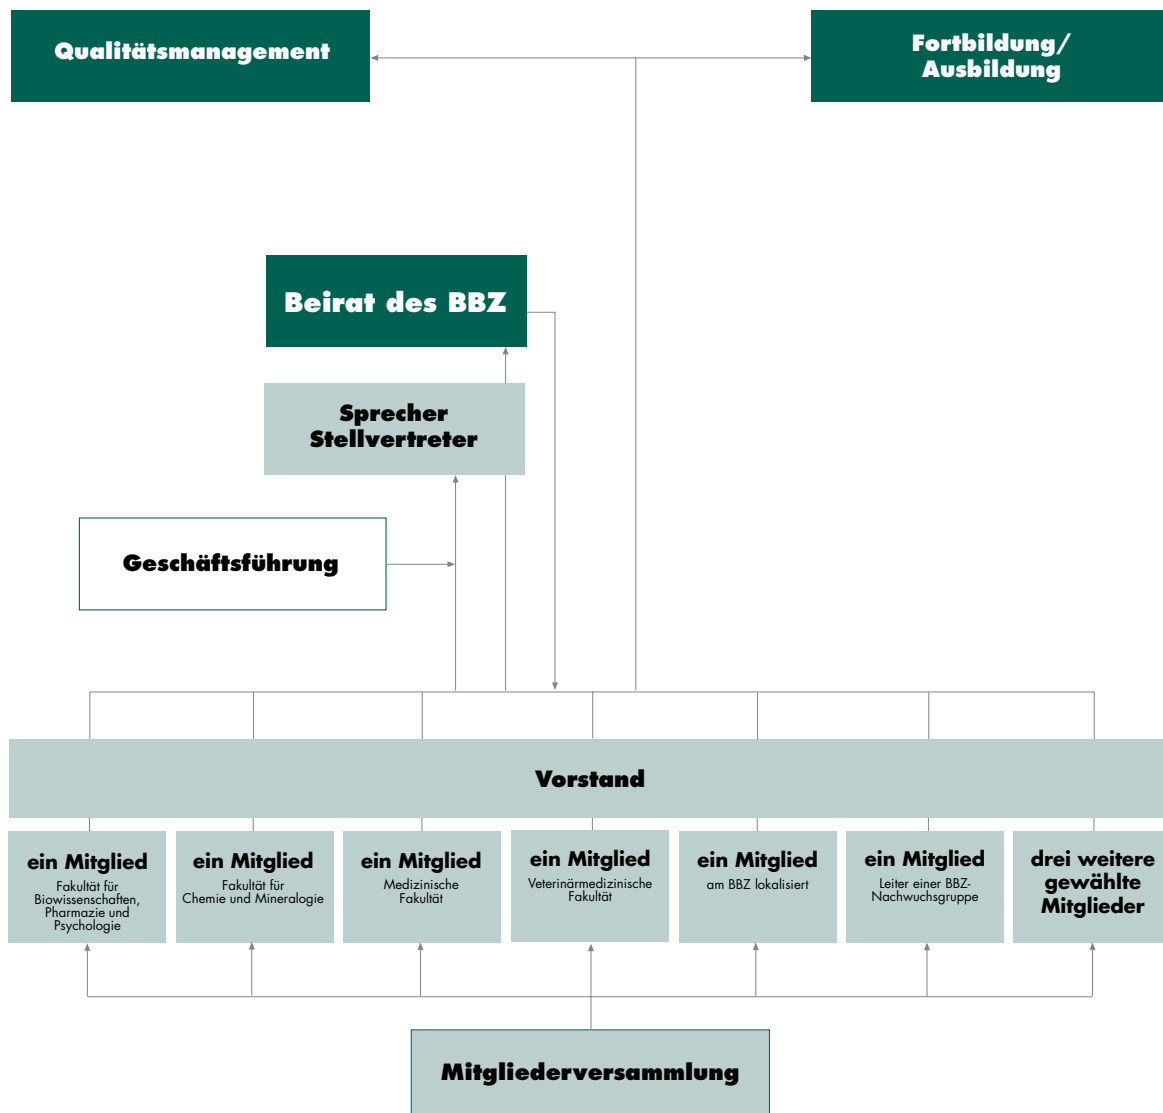 Qualitätsmanagement
Fortbildung/
Ausbildung
Beirat des BBZ
Sprecher
Stellvertreter
Geschäftsführung
Vorstand
ein Mitglied
Fakultät für
Biowissenschaften,
Pharmazie und
Psychologie
ein Mitglied
Fakultät für
Chemie und Mineralogie
ein Mitglied
Medizinische
Fakultät
ein Mitglied
Veterinärmedizinische
Fakultät
ein Mitglied
am BBZ lokalisiert
ein Mitglied
Leiter einer BBZ-
Nachwuchsgruppe
drei weitere
gewählte
Mitglieder
Mitgliederversammlung